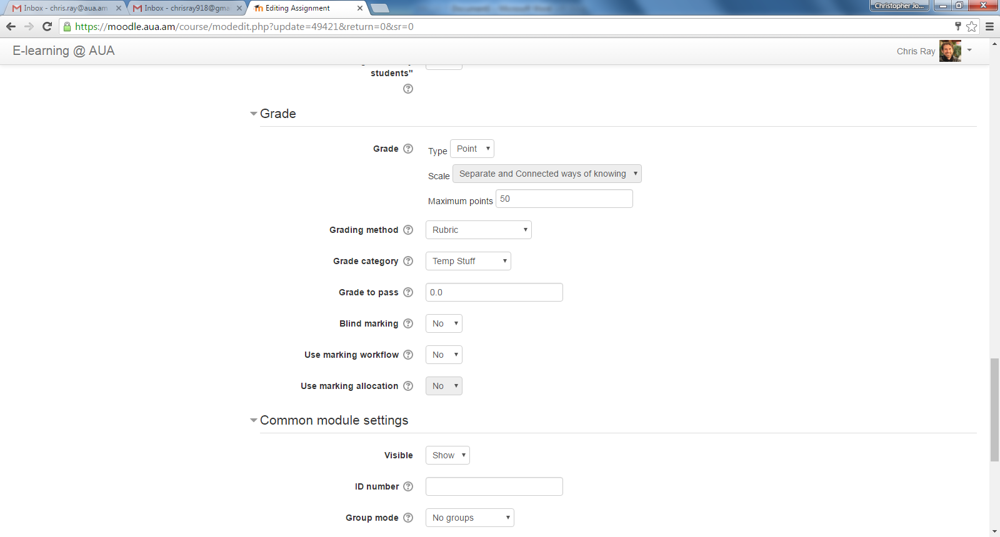 Inbox - chris.ray@aua.am
Inbox - chrisray918@gma
Editing Assignment
Christopher Jo...
https://moodle.aua.am/course/modedit.php?update=49421&return=0&sr=0
E-learning @ AUA
Chris Ray
students"
Grade
Grade
Type Point
Scale Separate and Connected ways of knowing
Maximum points 50
Grading method Rubric
Grade category Temp Stuff
Grade to pass 0.0
Blind marking No
Use marking workflow No
Use marking allocation No
Common module settings
Visible Show
ID number
Group mode No groups